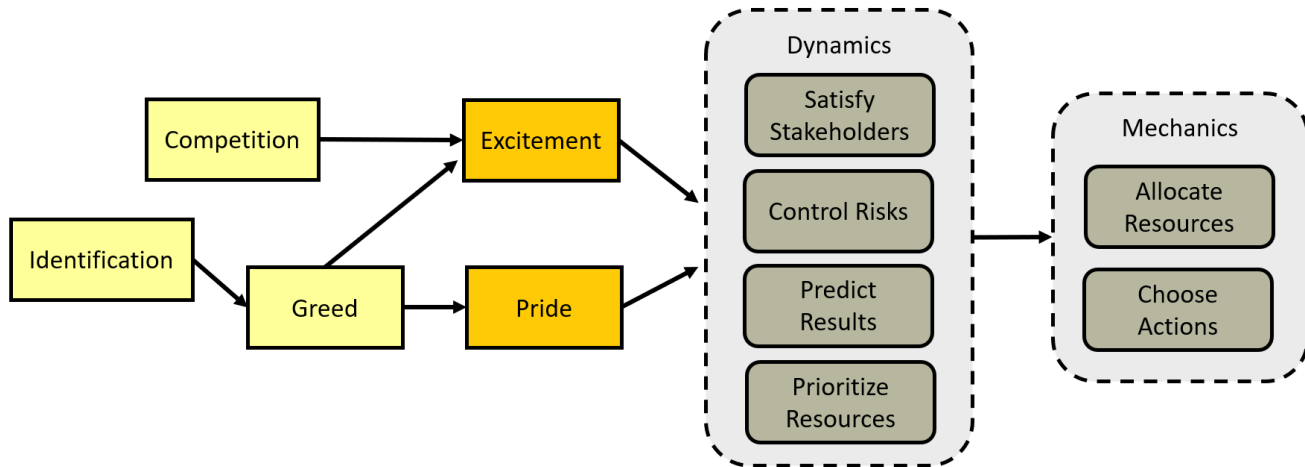 Competition
Identification
Greed
Excitement
Pride
Dynamics
Satisfy
Stakeholders
Control Risks
Predict
Results
Prioritize
Resources
Mechanics
Allocate
Resources
Choose
Actions